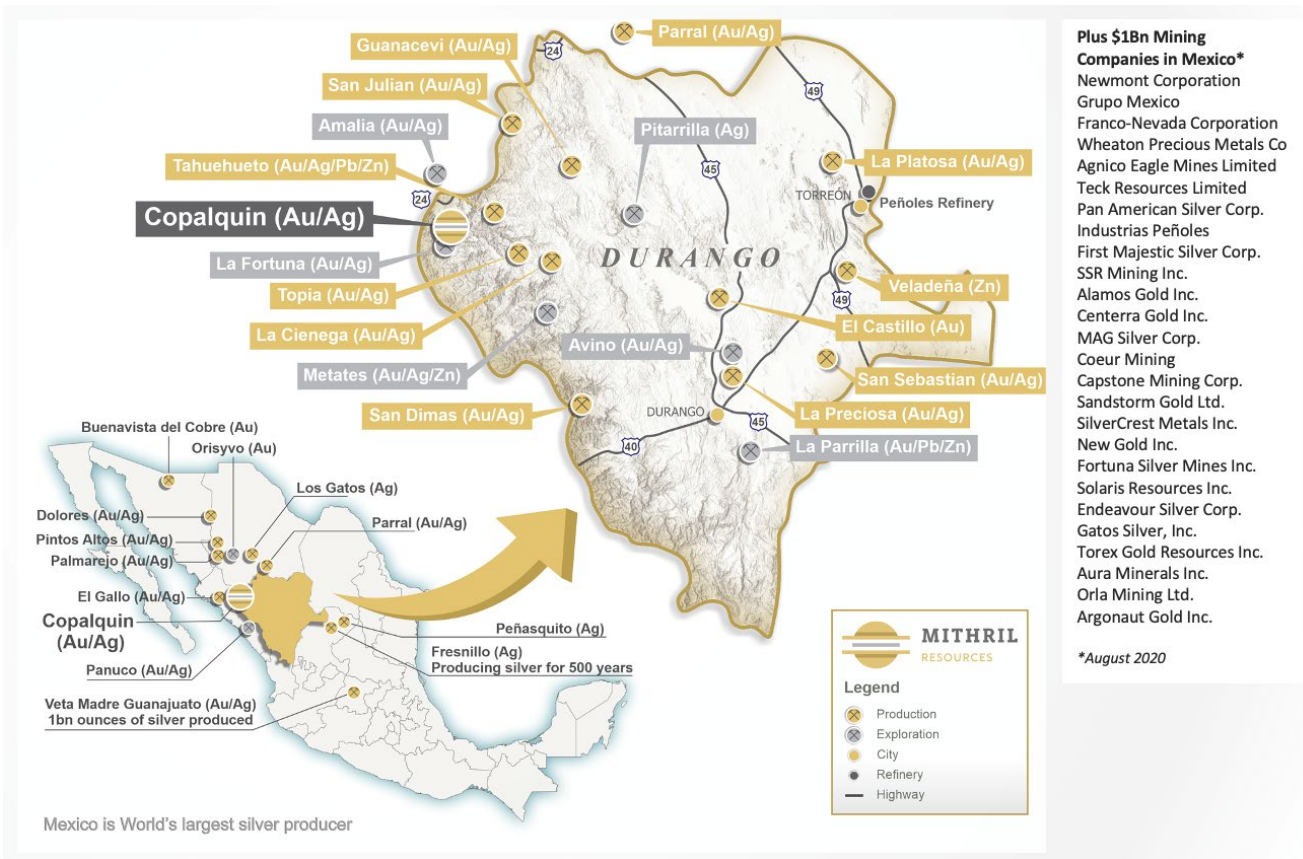 Guanacevi (Au/Ag)
Parral (Au/Ag)
24
San Julian (Au/Ag)
49
Amalia (Au/Ag)
Pitarrilla (Ag)
Tahuehueto (Au/Ag/Pb/Zn)
45
La Platosa (Au/Ag)
24
TORREÓN
Peñoles Refinery
Copalquin (Au/Ag)
La Fortuna (Au/Ag)
DURANGO
Topia (Au/Ag)
Veladeña (Zn)
49
La Cienega (Au/Ag)
El Castillo (Au)
Avino (Au/Ag)
Metates (Au/Ag/Zn)
San Sebastian (Au/Ag)
San Dimas (Au/Ag)
DURANGO
La Preciosa (Au/Ag)
45
40
La Parrilla (Au/Pb/Zn)
Buenavista del Cobre (Au)
Orisyvo (Au)
Los Gatos (Ag)
Dolores (Au/Ag)
Parral (Au/Ag)
Pintos Altos (Au/Ag)
Palmarejo (Au/Ag)
El Gallo (Au/Ag)
Copalquin
(Au/Ag)
Peñasquito (Ag)
Fresnillo (Ag)
Producing silver for 500 years
Panuco (Au/Ag)
Veta Madre Guanajuato (Au/Ag)
1bn ounces of silver produced
Mexico is World's largest silver producer
MITHRIL
RESOURCES
Legend
Production
Exploration
City
Refinery
Highway
Plus $1Bn Mining
Companies in Mexico*
Newmont Corporation
Grupo Mexico
Franco-Nevada Corporation
Wheaton Precious Metals Co
Agnico Eagle Mines Limited
Teck Resources Limited
Pan American Silver Corp.
Industrias Peñoles
First Majestic Silver Corp.
SSR Mining Inc.
Alamos Gold Inc.
Centerra Gold Inc.
MAG Silver Corp.
Coeur Mining
Capstone Mining Corp.
Sandstorm Gold Ltd.
SilverCrest Metals Inc.
New Gold Inc.
Fortuna Silver Mines Inc.
Solaris Resources Inc.
Endeavour Silver Corp.
Gatos Silver, Inc.
Torex Gold Resources Inc.
Aura Minerals Inc.
Orla Mining Ltd.
Argonaut Gold Inc.
*August 2020